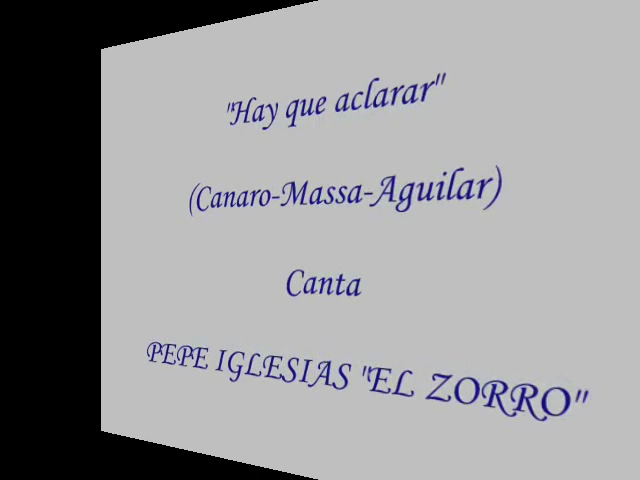 "Hay que aclarar"
(Canaro-Massa-Aguilar)
Canta
PEPE IGLESIAS "EL ZORRO"